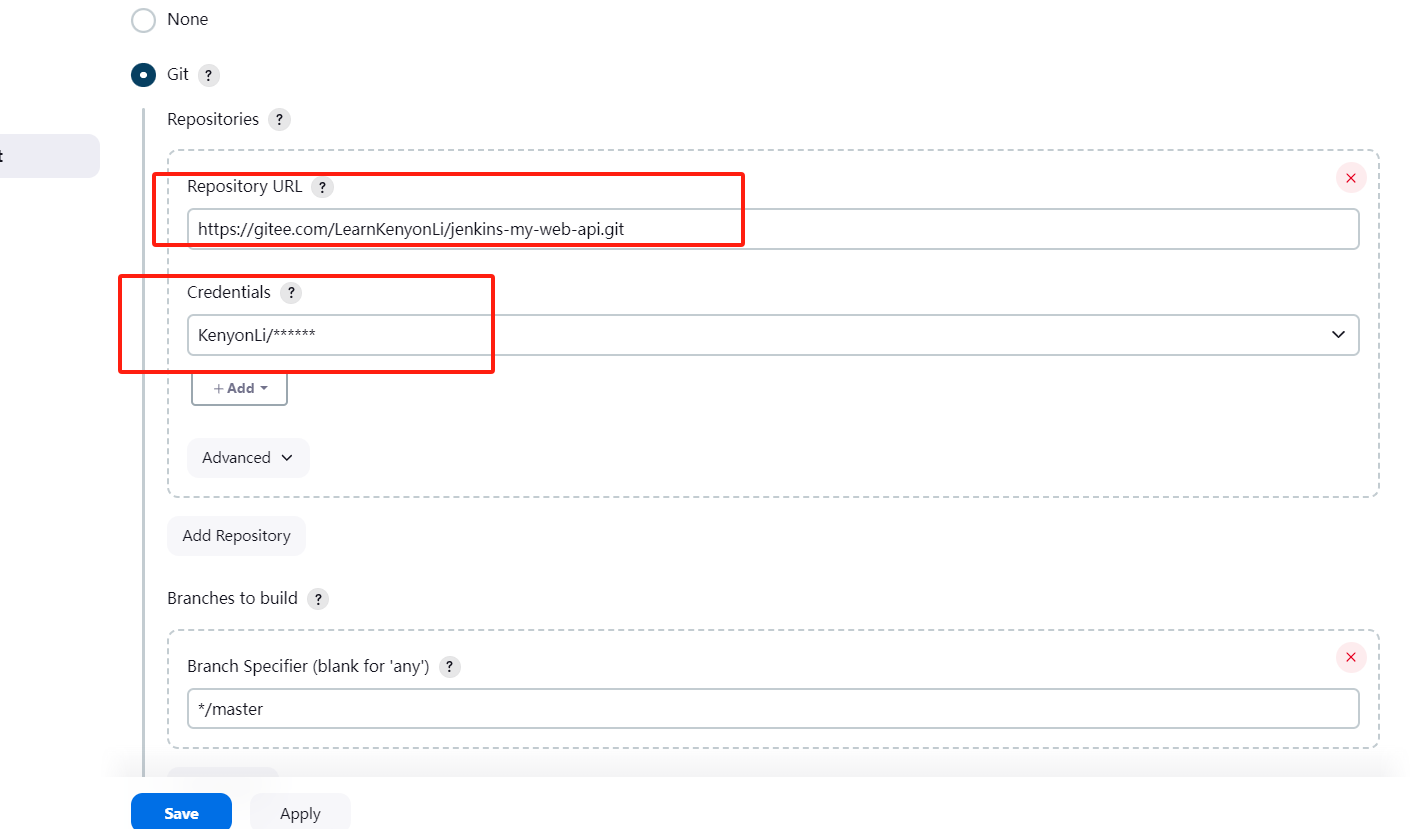 None
Git ?
t
Repositories ?
Repository URL ?
https://gitee.com/LearnKenyonLi/jenkins-my-web-api.git
Credentials ?
KenyonLi/******
+ Add
Advanced
Add Repository
Branches to build ?
Branch Specifier (blank for 'any') ?
*/master
Save
Apply